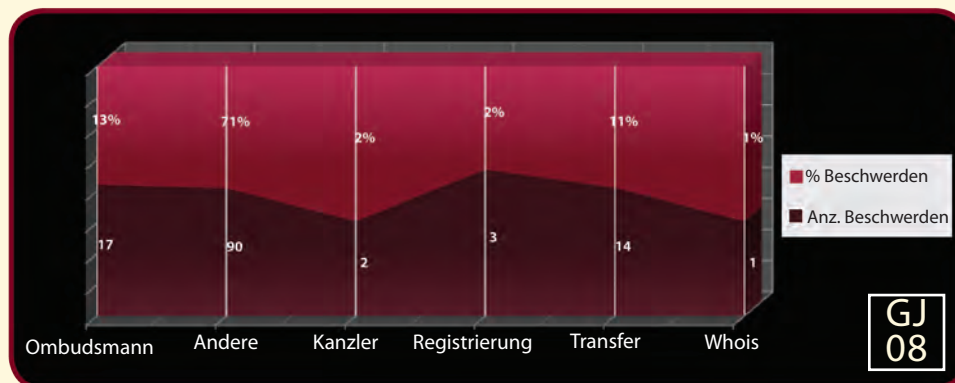 13% 71% 2% 2% 11% 1%
17 90 2 3 14 1
% Beschwerden
Anz. Beschwerden
Ombudsmann Andere Kanzler Registrierung Transfer Whois
GJ
08